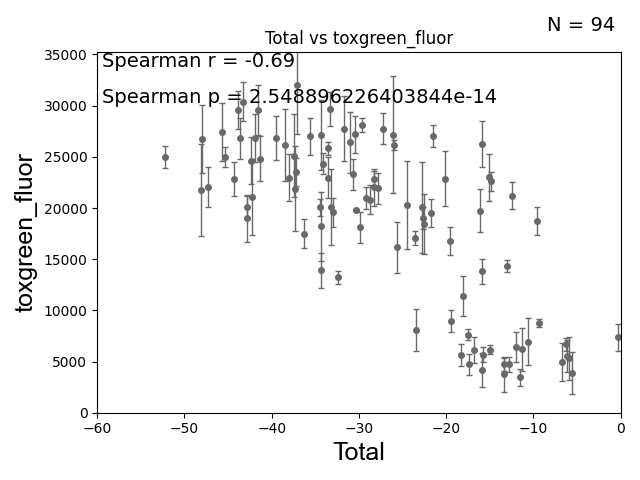 N = 94
Total vs toxgreen_fluor
Spearman r = -0.69
Spearman p = 2.548896226403844e-14
35000
30000
25000
20000
15000
10000
5000
0
toxgreen_fluor
−60 −50 −40 −30 −20 −10 0
Total